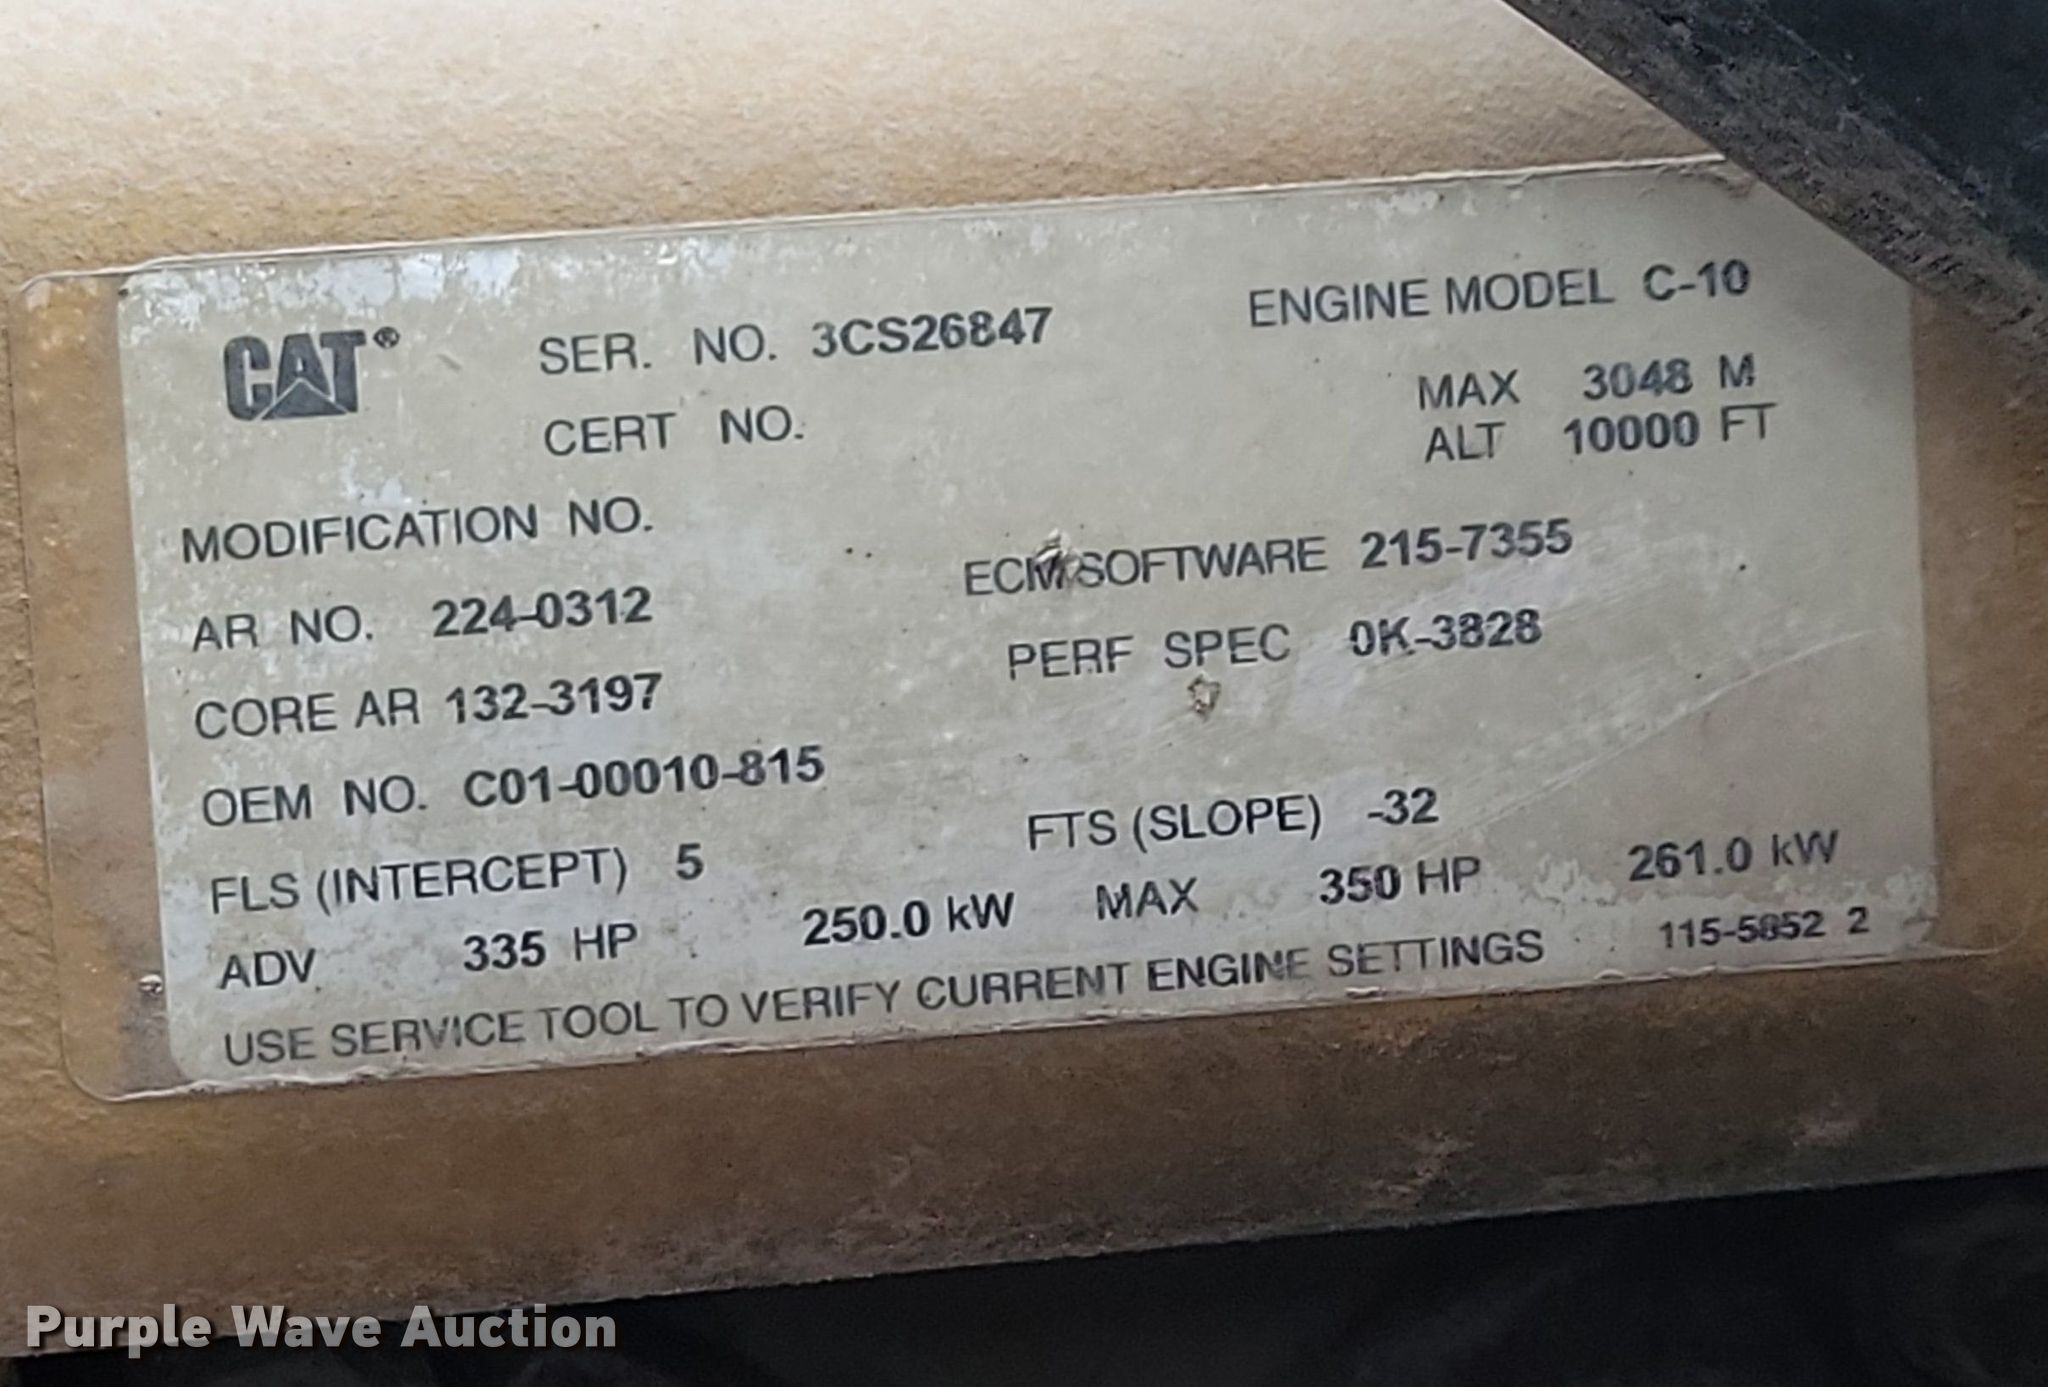 CAT® SER. NO. 3CS26847 ENGINE MODEL C-10
CERT NO. MAX 3048 M
ALT 10000 FT
MODIFICATION NO.
ECM SOFTWARE 215-7355
AR NO. 224-0312
PERF SPEC 0K-3828
CORE AR 132-3197
OEM NO. C01-00010-815
FTS (SLOPE) -32
FLS (INTERCEPT) 5
ADV 335 HP 250.0 kW MAX 350 HP 261.0 kW
USE SERVICE TOOL TO VERIFY CURRENT ENGINE SETTINGS 115-5852 2
Purple Wave Auction